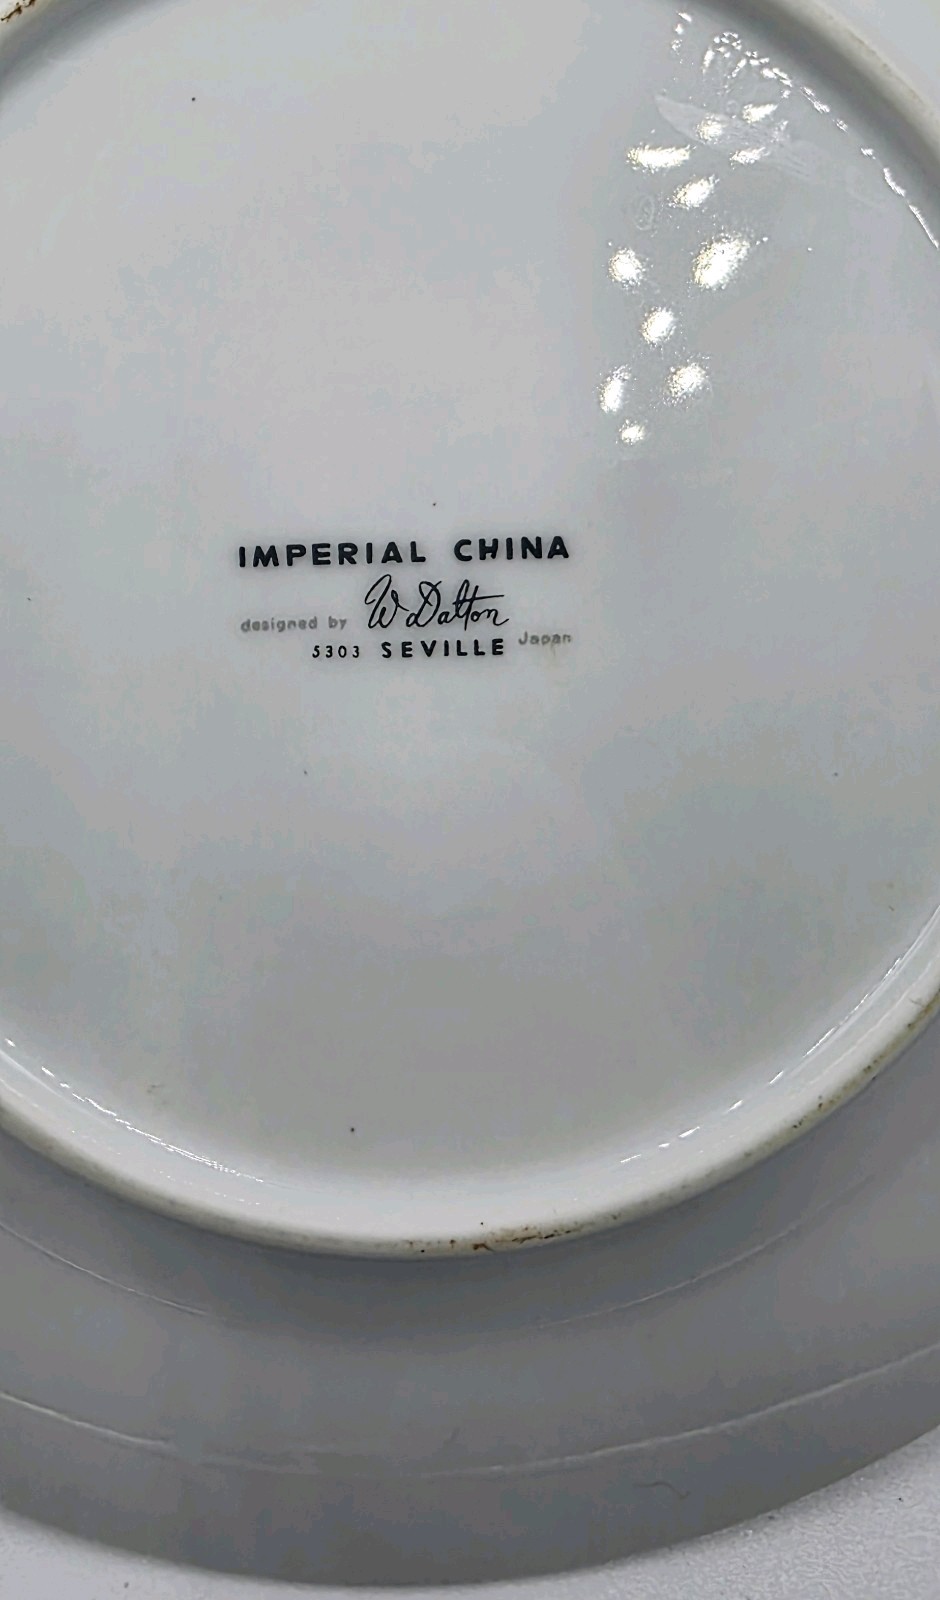 IMPERIAL CHINA
designed by W Dalton
5303 SEVILLE Japan